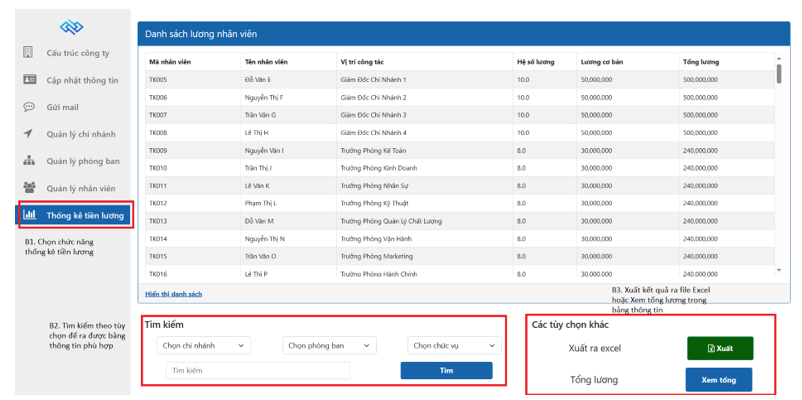 Danh sách lương nhân viên
Cấu trúc công ty
Cập nhật thông tin
Gửi mail
Quản lý chi nhánh
Quản lý phòng ban
Quản lý nhân viên
Thống kê tiền lương
B1. Chọn chức năng
thống kê tiền lương
B2. Tìm kiếm theo tùy
chọn để ra được bảng
thông tin phù hợp
Mã nhân viên Tên nhân viên Vị trí công tác Hệ số lương Lương cơ bản Tổng lương
TK005 Đỗ Văn E Giám Đốc Chi Nhánh 1 10.0 50,000,000 500,000,000
TK006 Nguyễn Thị F Giám Đốc Chi Nhánh 2 10.0 50,000,000 500,000,000
TK007 Trần Văn G Giám Đốc Chi Nhánh 3 10.0 50,000,000 500,000,000
TK008 Lê Thị H Giám Đốc Chi Nhánh 4 10.0 50,000,000 500,000,000
TK009 Nguyễn Văn I Trưởng Phòng Kế Toán 8.0 30,000,000 240,000,000
TK010 Trần Thị J Trưởng Phòng Kinh Doanh 8.0 30,000,000 240,000,000
TK011 Lê Văn K Trưởng Phòng Nhân Sự 8.0 30,000,000 240,000,000
TK012 Phạm Thị L Trưởng Phòng Kỹ Thuật 8.0 30,000,000 240,000,000
TK013 Đỗ Văn M Trưởng Phòng Quản Lý Chất Lượng 8.0 30,000,000 240,000,000
TK014 Nguyễn Thị N Trưởng Phòng Vận Hành 8.0 30,000,000 240,000,000
TK015 Trần Văn O Trưởng Phòng Marketing 8.0 30,000,000 240,000,000
TK016 Lê Thị P Trưởng Phòng Hành Chính 8.0 30,000,000 240,000,000
Hiển thị danh sách
B3. Xuất kết quả ra file Excel
hoặc Xem tổng lương trong
bảng thông tin
Tìm kiếm
Chọn chi nhánh Chọn phòng ban Chọn chức vụ
Tìm kiếm Tìm
Các tùy chọn khác
Xuất ra excel Xuất
Tổng lương Xem tổng